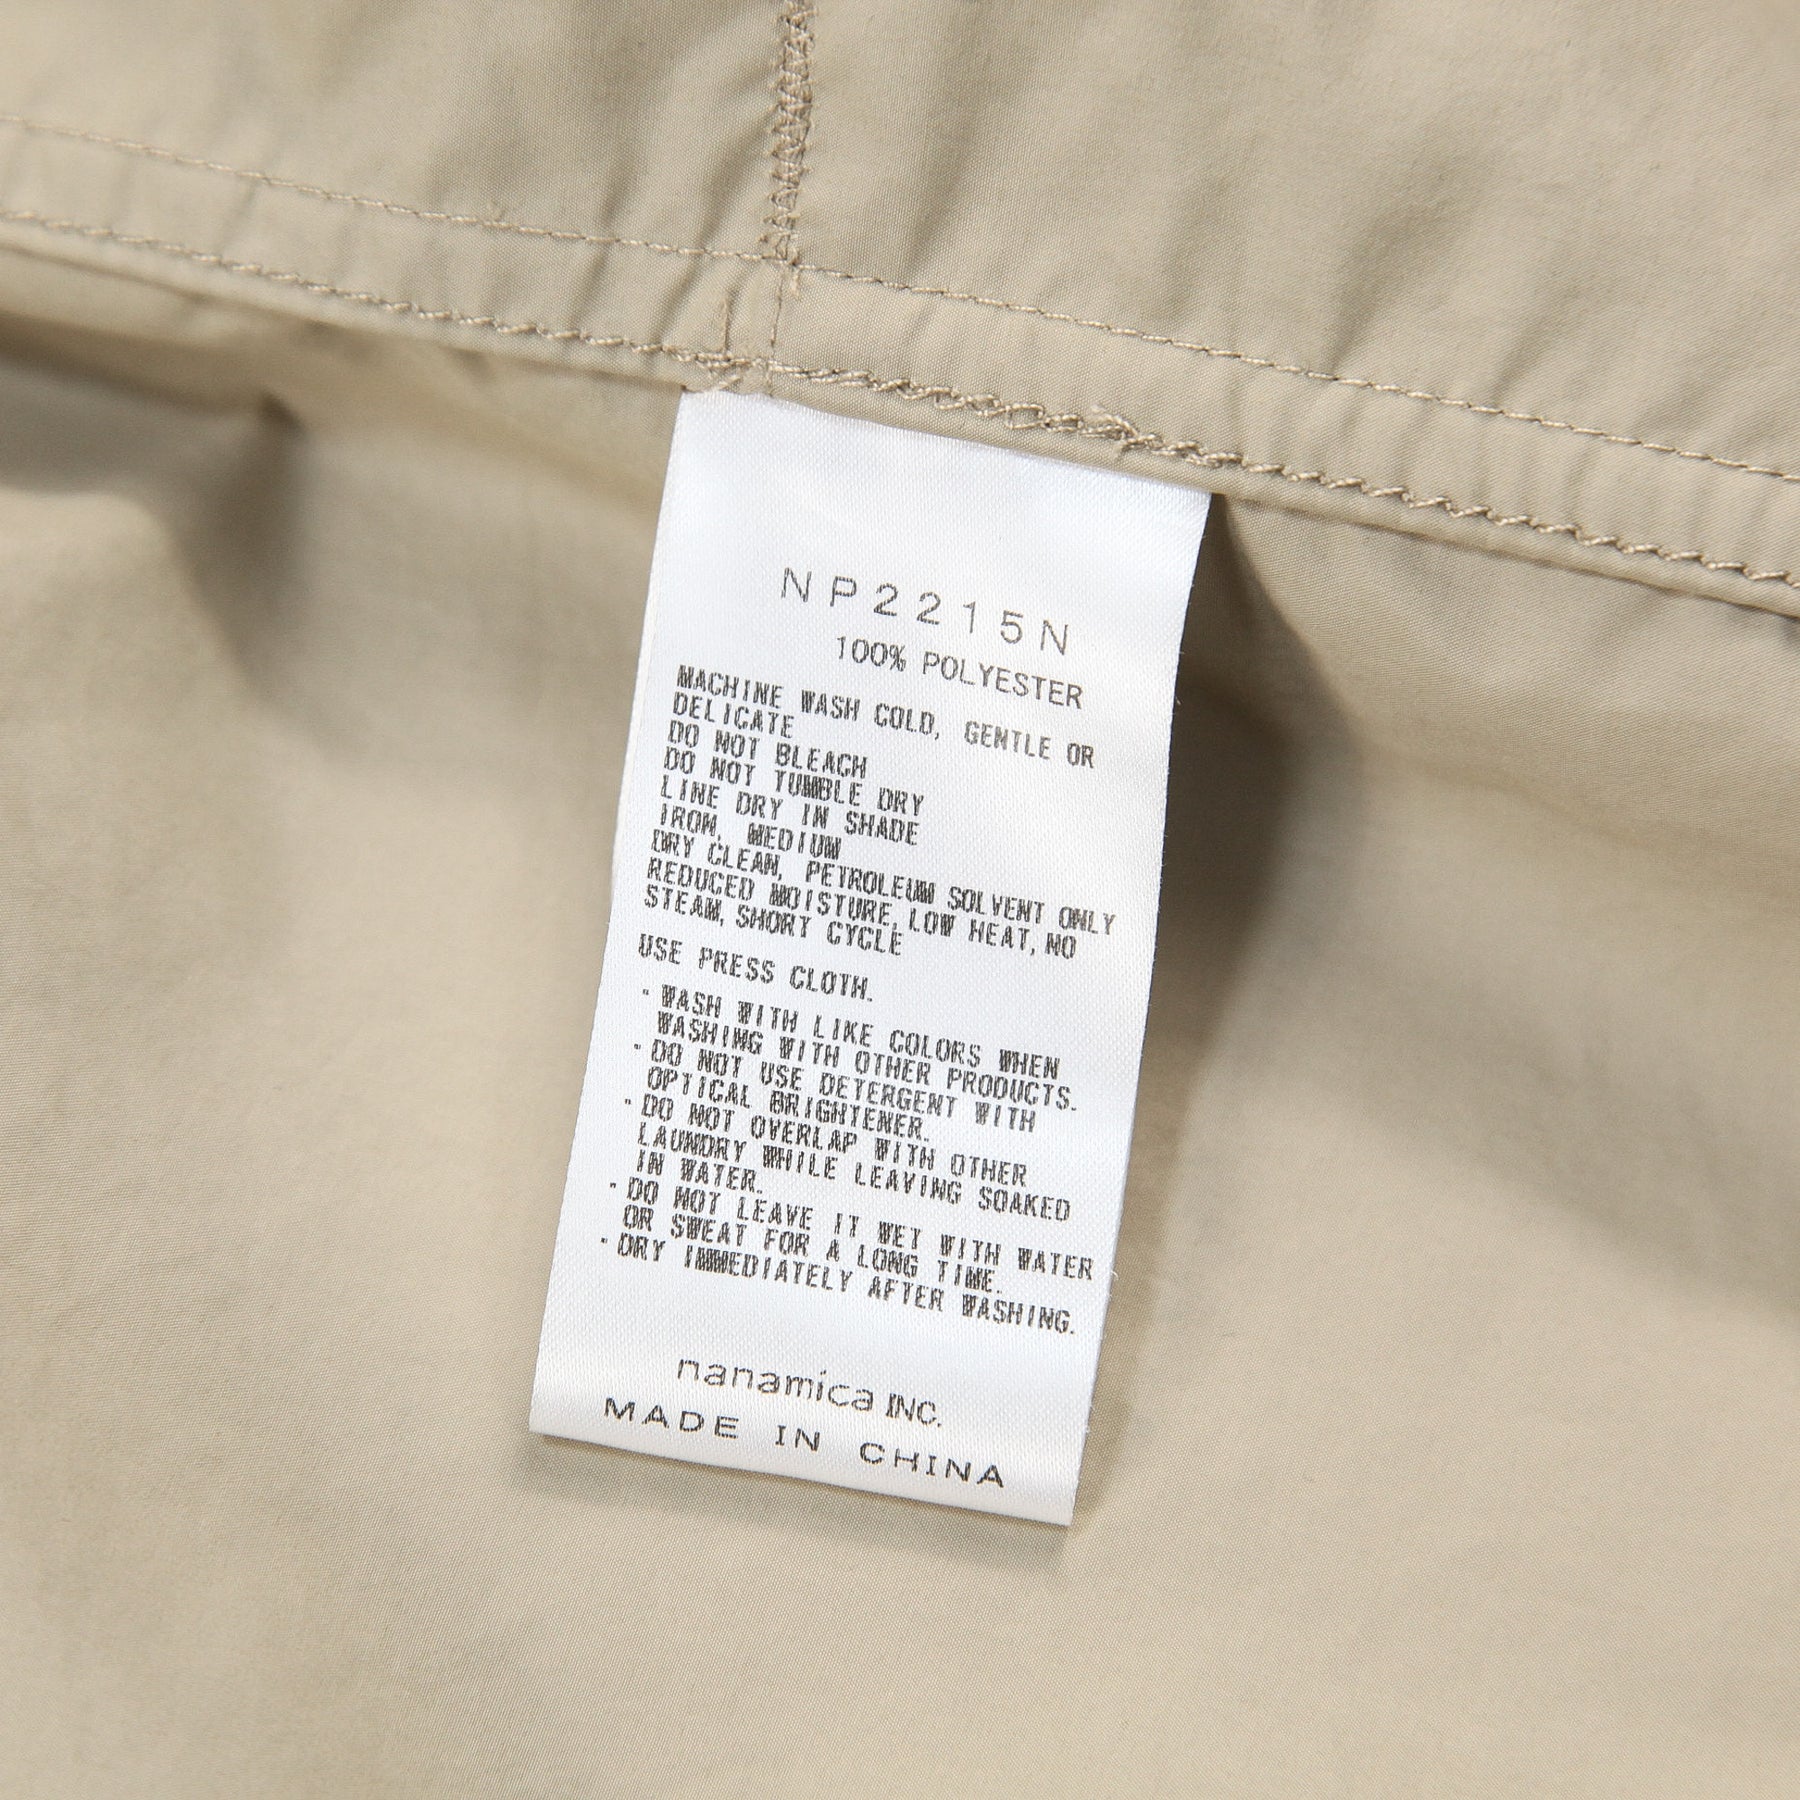 NP2215N
100% POLYESTER
MACHINE WASH COLD, GENTLE OR
DELICATE
DO NOT BLEACH
DO NOT TUMBLE DRY
LINE DRY IN SHADE
IRON, MEDIUM
DRY CLEAN, PETROLEUM SOLVENT ONLY
REDUCED MOISTURE, LOW HEAT, NO
STEAM, SHORT CYCLE
USE PRESS CLOTH.
・WASH WITH LIKE COLORS WHEN
WASHING WITH OTHER PRODUCTS.
・DO NOT USE DETERGENT WITH
OPTICAL BRIGHTENER.
・DO NOT OVERLAP WITH OTHER
LAUNDRY WHILE LEAVING SOAKED
IN WATER.
・DO NOT LEAVE IT WET WITH WATER
OR SWEAT FOR A LONG TIME.
・DRY IMMEDIATELY AFTER WASHING.
nanamica INC.
MADE IN CHINA